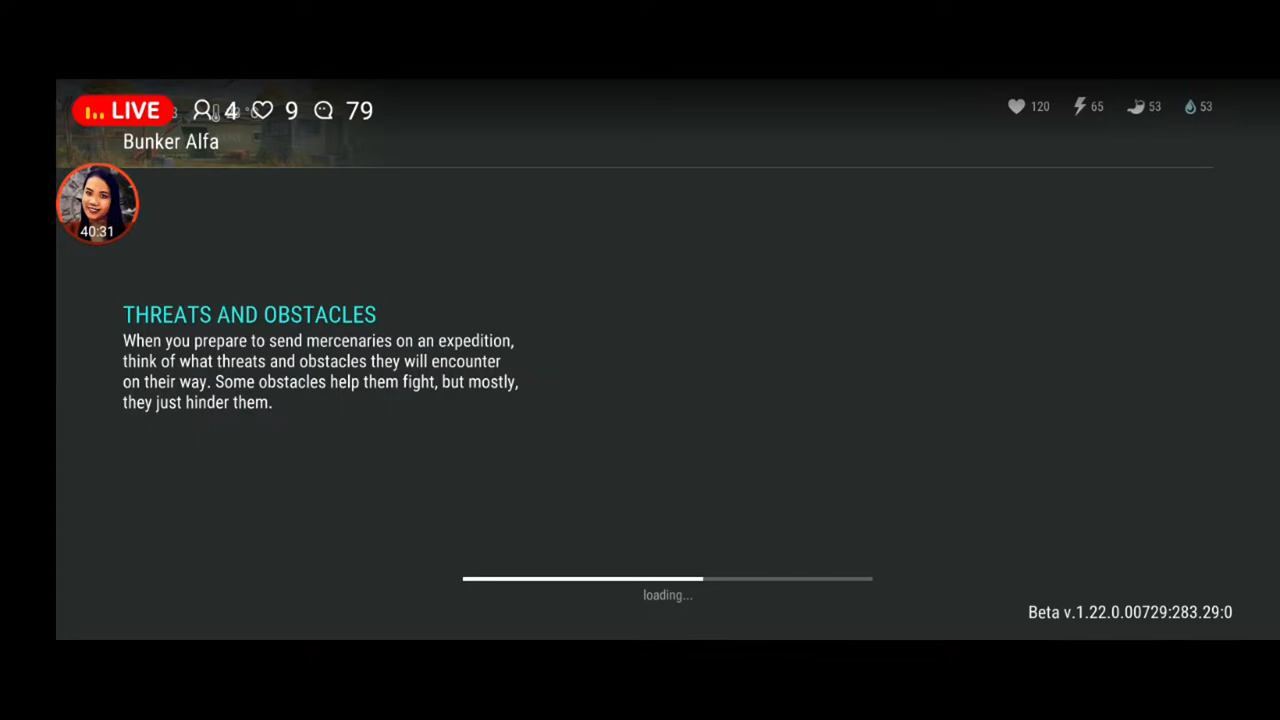 LIVE 4 9 79
120 65 53 53
Bunker Alfa
40:31
THREATS AND OBSTACLES
When you prepare to send mercenaries on an expedition,
think of what threats and obstacles they will encounter
on their way. Some obstacles help them fight, but mostly,
they just hinder them.
loading...
Beta v.1.22.0.00729:283.29:0